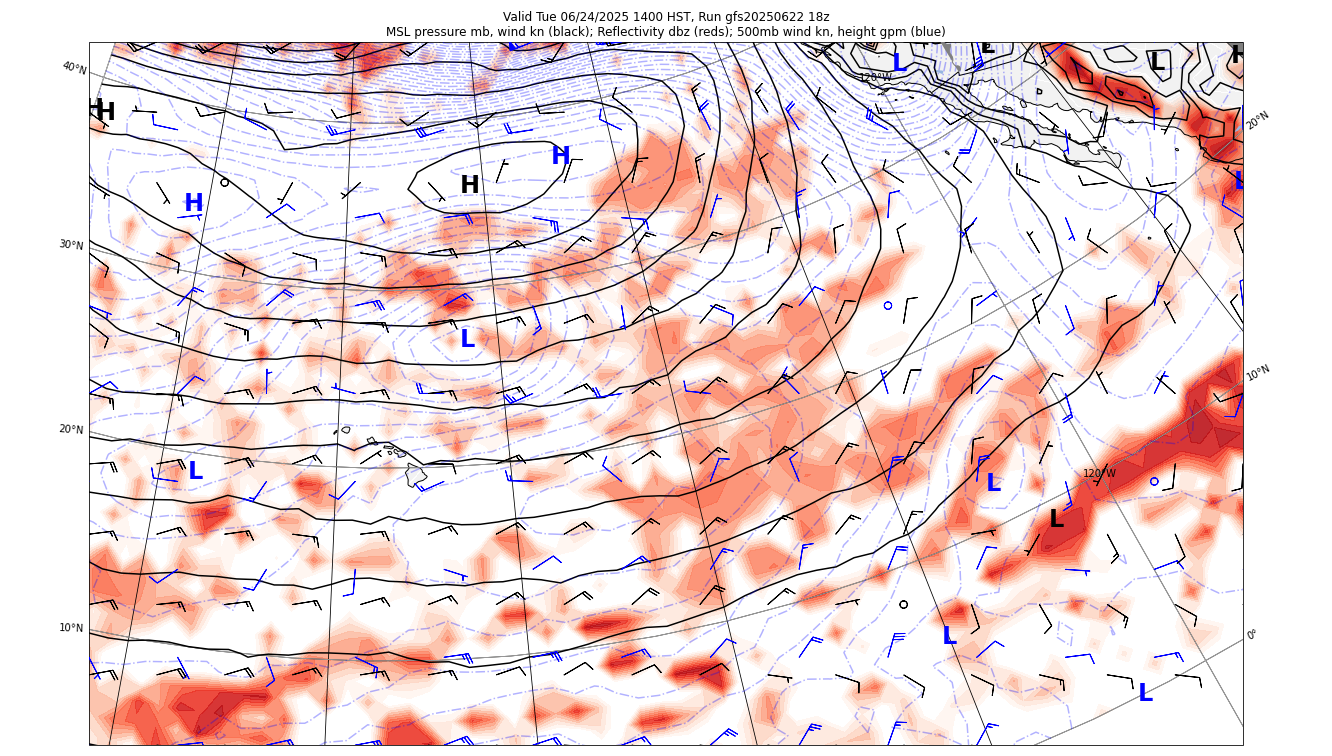 Valid Tue 06/24/2025 1400 HST, Run gfs20250622 18z
MSL pressure mb, wind kn (black); Reflectivity dbz (reds); 500mb wind kn, height gpm (blue)
L
L
L
H
40°N
120°W
H
H
20°N
H
H
L
H
30°N
L
10°N
20°N
L
120°W
L
L
10°N
L
0°
L